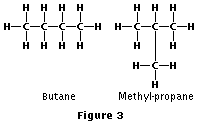 H H H H H H H
H-C-C-C-C-H H-C-C-C-H
H H H H H H
H-C-H
H
Butane Methyl-propane
Figure 3